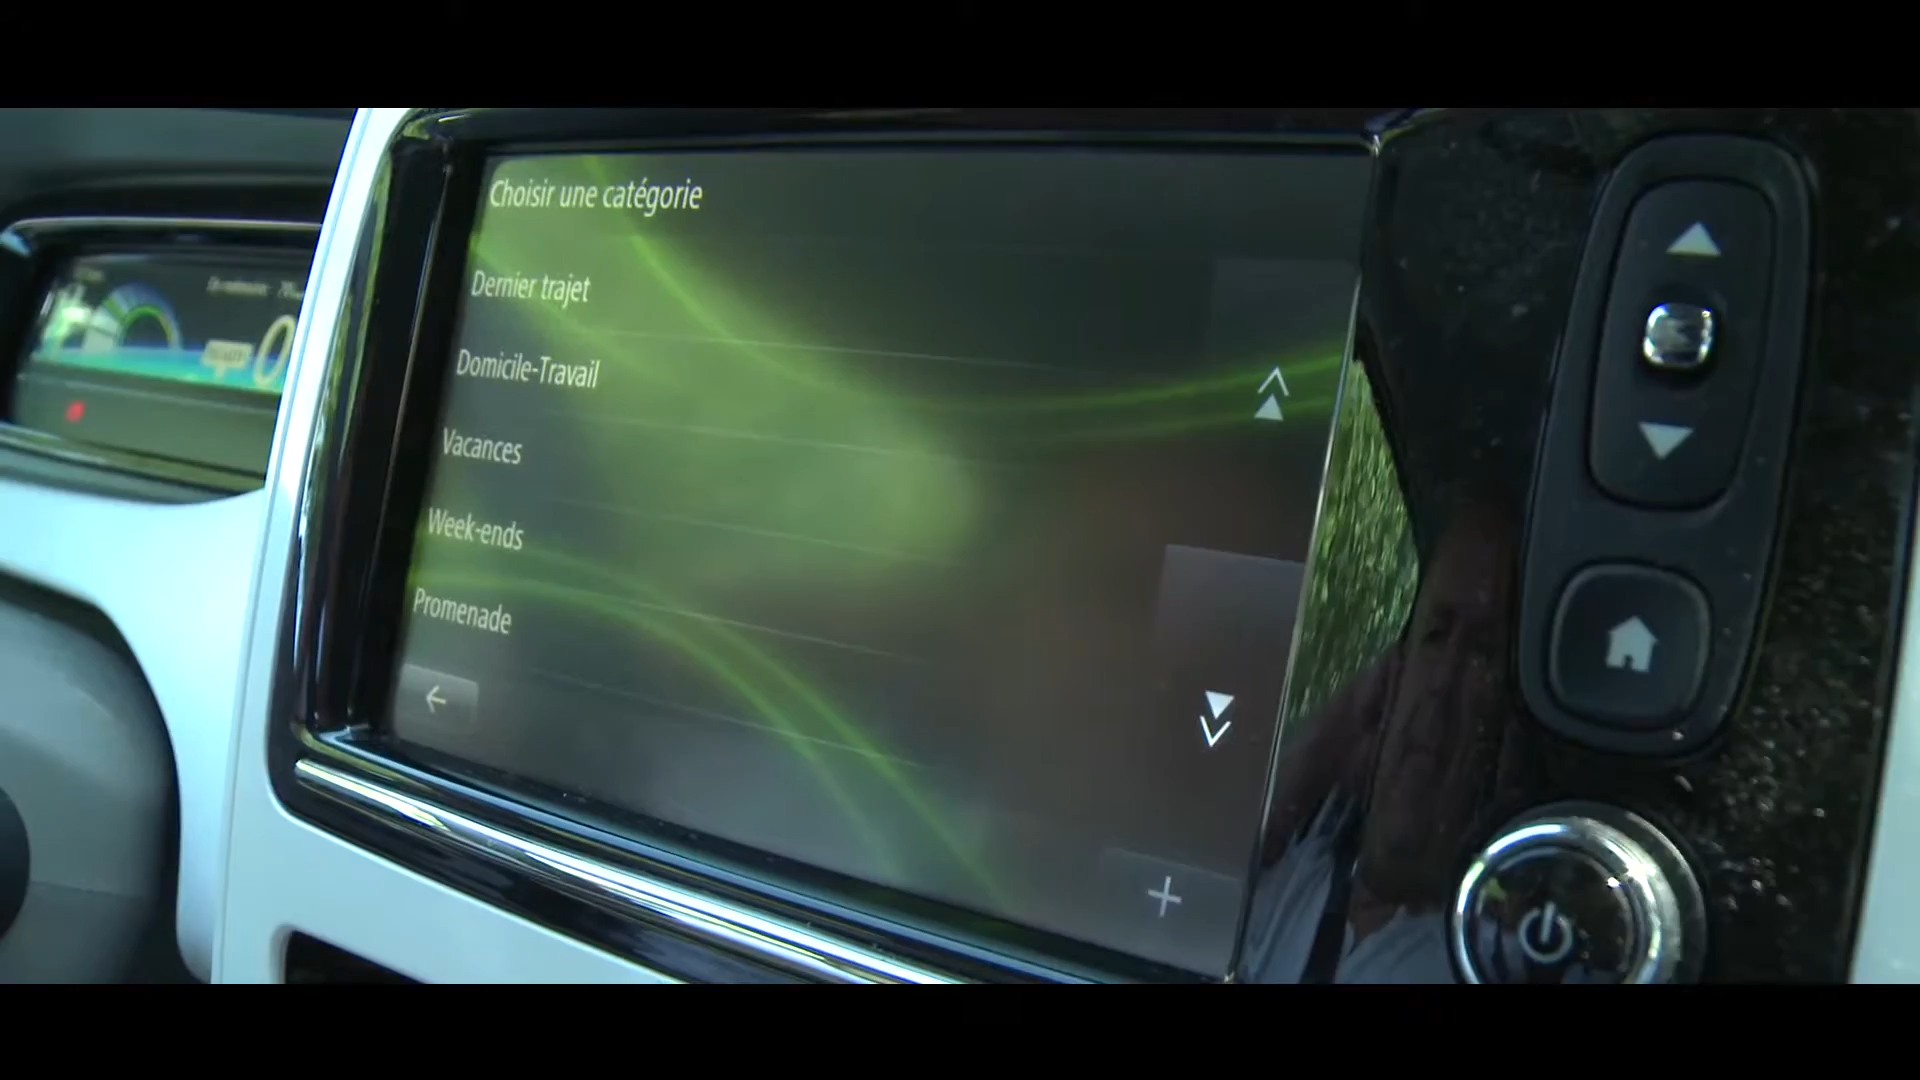 Choisir une catégorie
Dernier trajet
Domicile-Travail
Vacances
Week-ends
Promenade